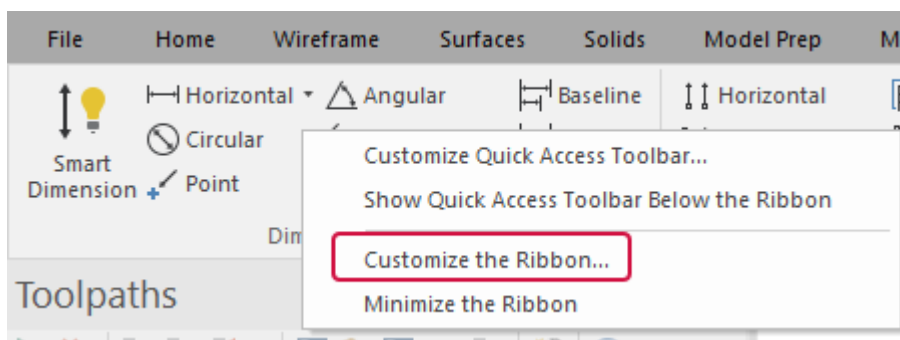 File Home Wireframe Surfaces Solids Model Prep
Horizontal Angular Baseline Horizontal
Circular
Smart
Dimension
Point
Customize Quick Access Toolbar...
Show Quick Access Toolbar Below the Ribbon
Customize the Ribbon...
Minimize the Ribbon
Toolpaths